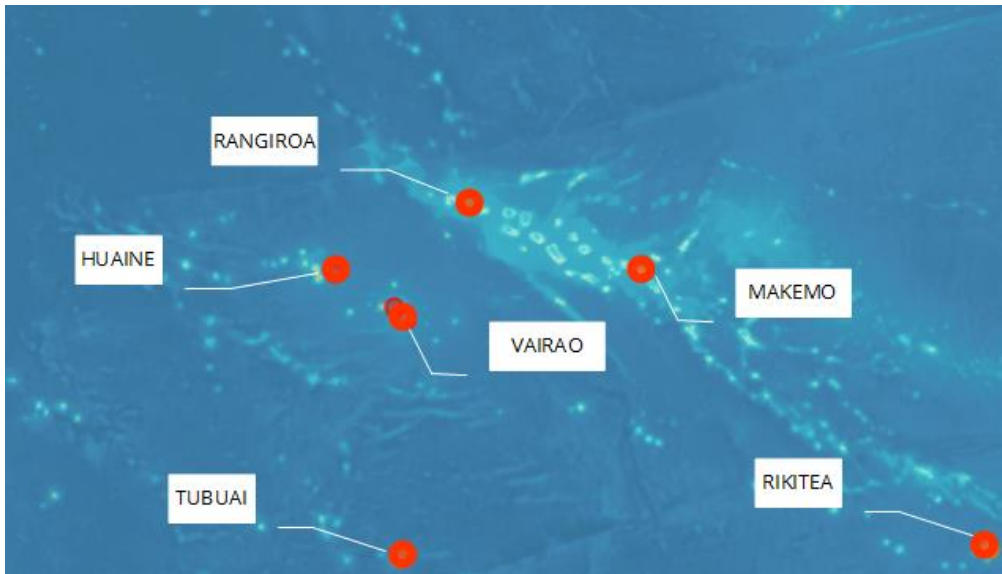 RANGIROA
HUAINE
MAKEMO
VAIRAO
RIKITEA
TUBUAI